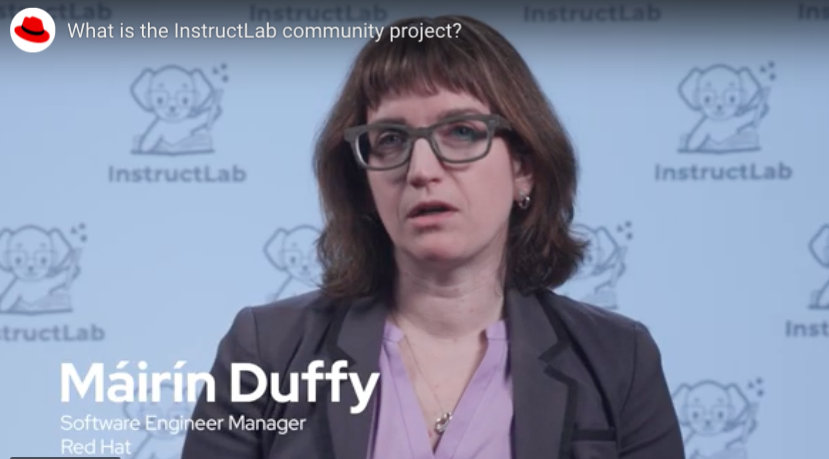 InstructLab
InstructLab
What is the InstructLab community project?
InstructLab
InstructLab
Máirín Duffy
Software Engineer Manager
Red Hat